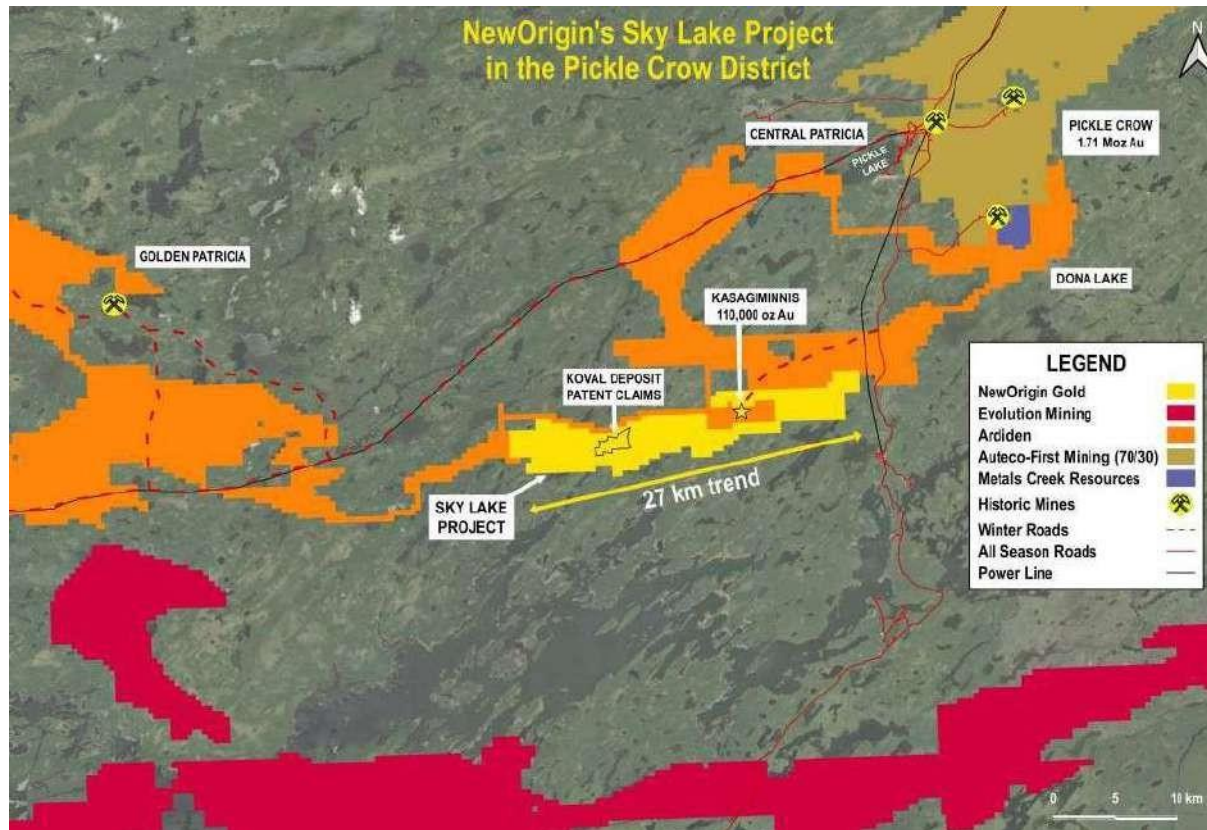 NewOrigin's Sky Lake Project
in the Pickle Crow District
N
CENTRAL PATRICIA
PICKLE
LAKE
PICKLE CROW
1.71 Moz Au
GOLDEN PATRICIA
DONA LAKE
KASAGIMINNIS
110,000 oz Au
KOVAL DEPOSIT
PATENT CLAIMS
SKY LAKE
PROJECT
27 km trend
LEGEND
NewOrigin Gold
Evolution Mining
Ardiden
Auteco-First Mining (70/30)
Metals Creek Resources
Historic Mines
Winter Roads
All Season Roads
Power Line
0 5 10 km